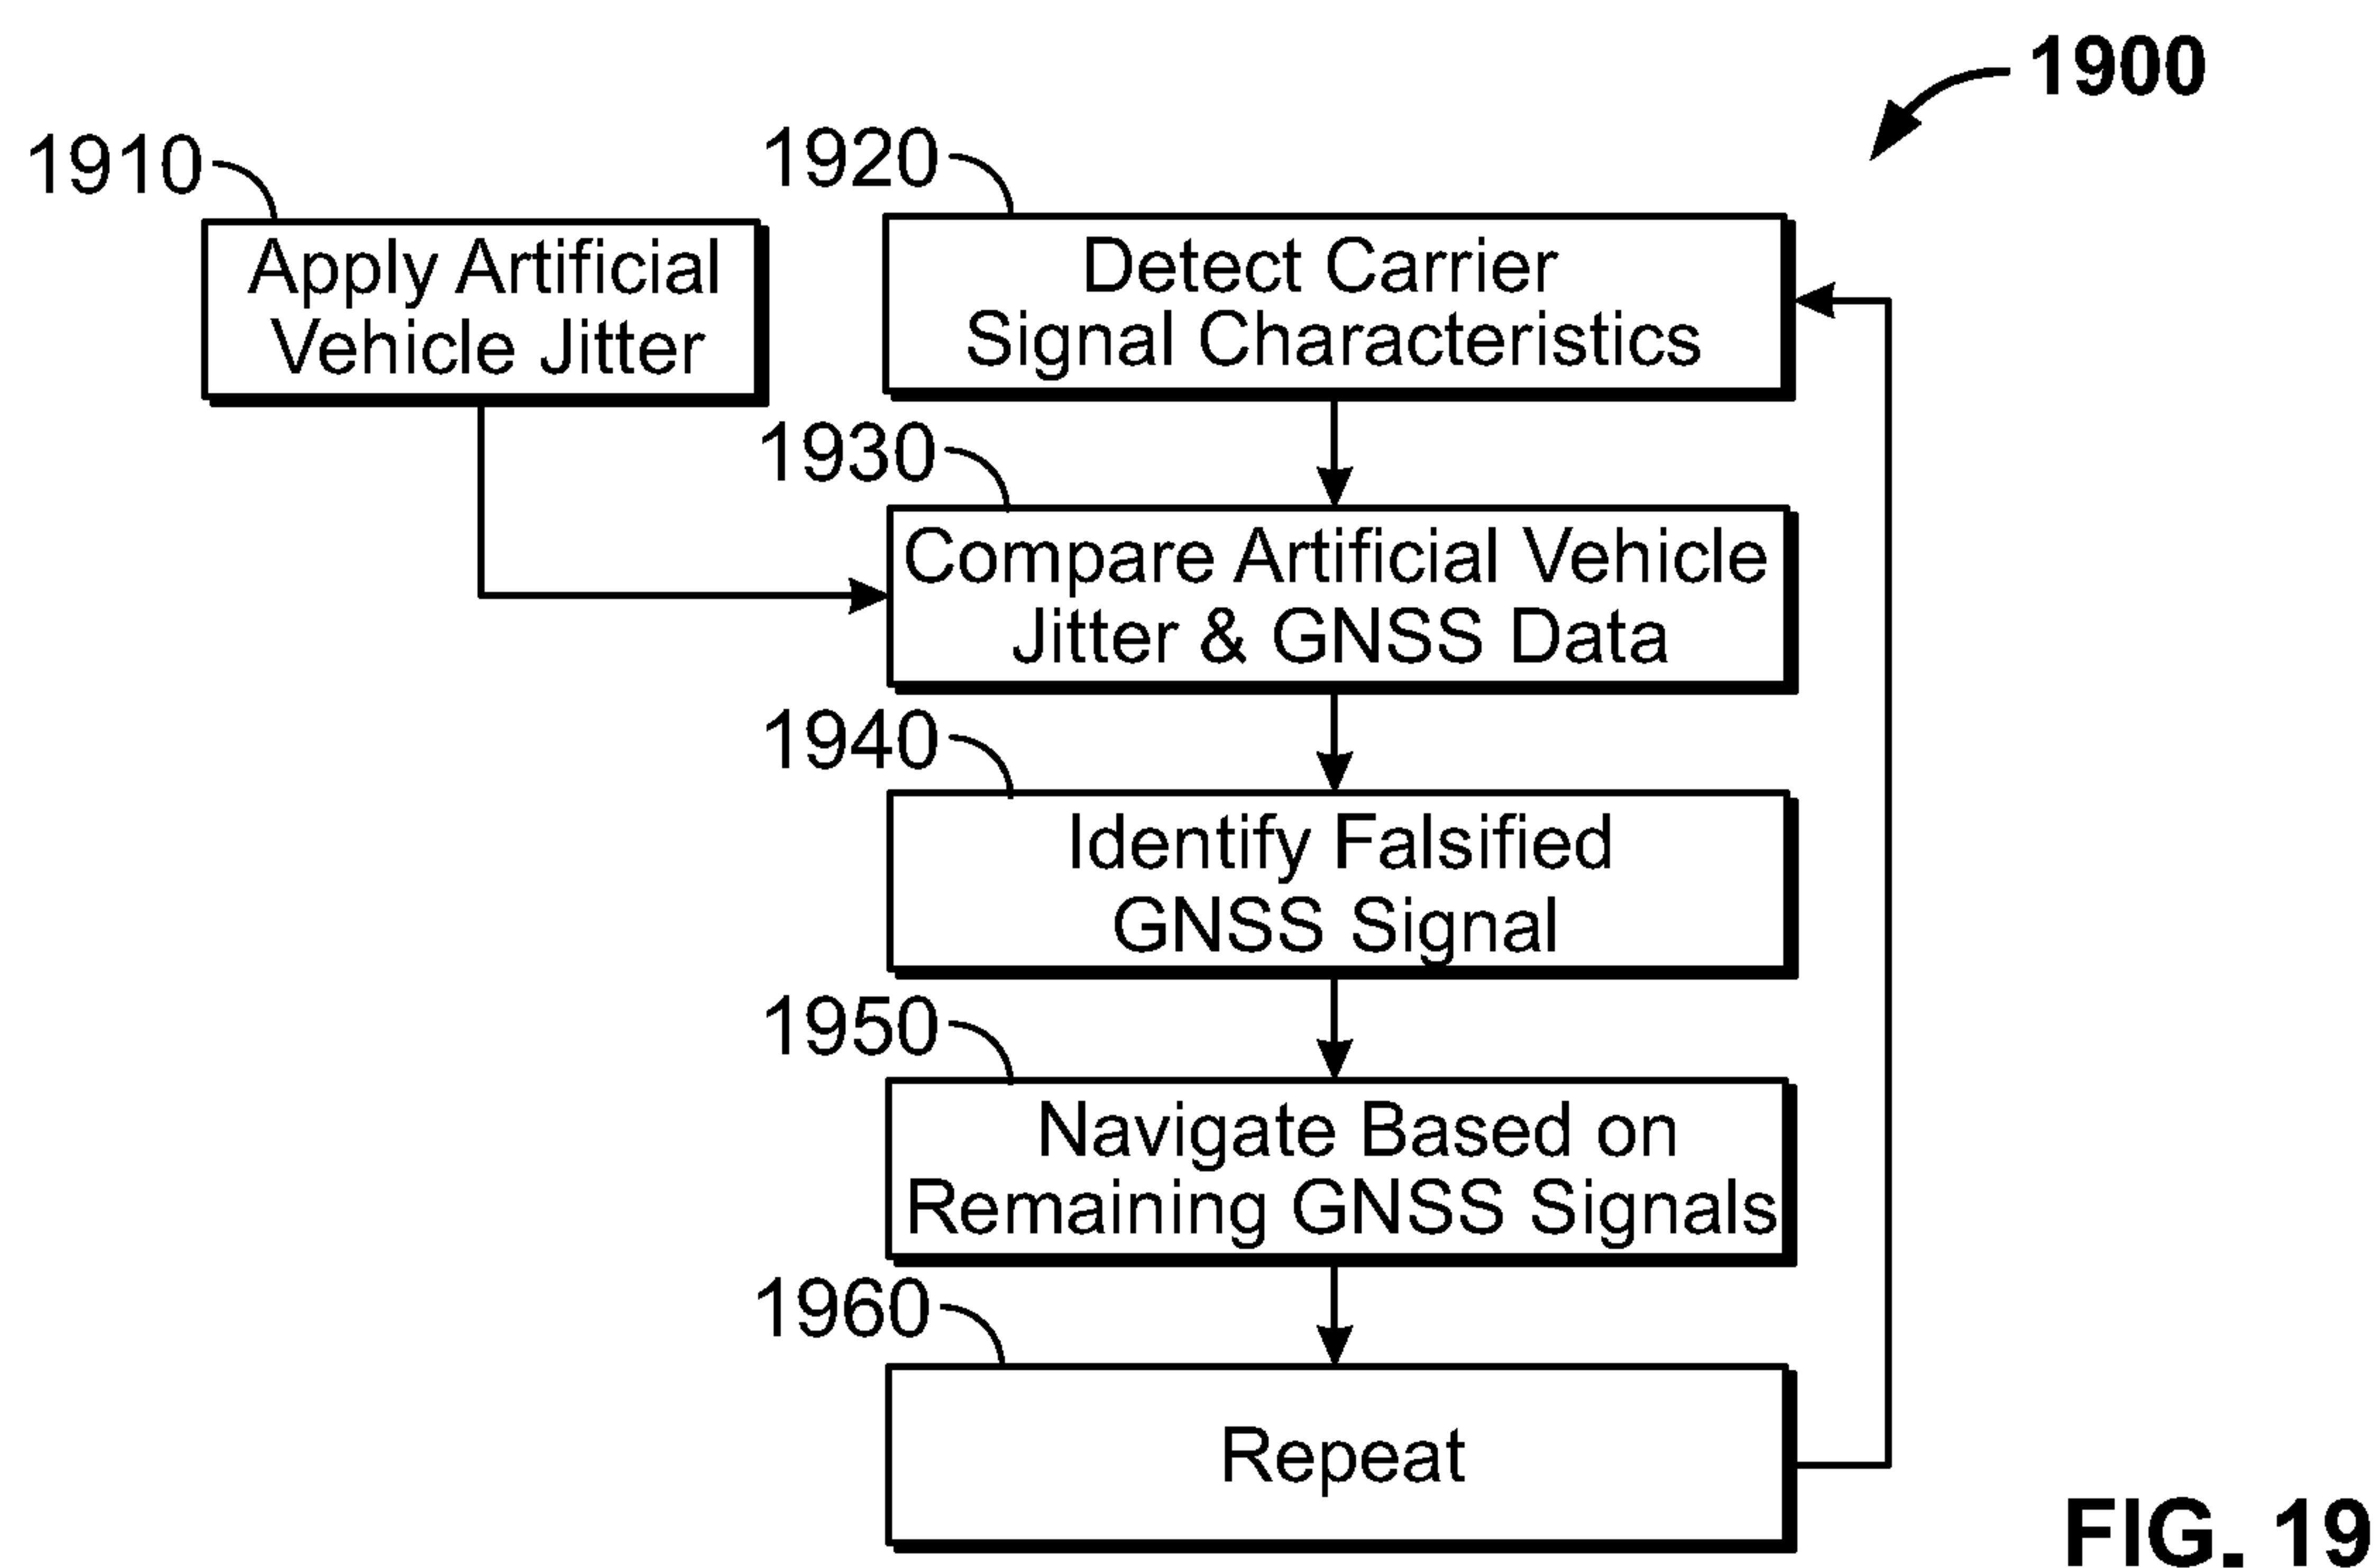 1900
1910
Apply Artificial
Vehicle Jitter
1920
Detect Carrier
Signal Characteristics
1930
Compare Artificial Vehicle
Jitter & GNSS Data
1940
Identify Falsified
GNSS Signal
1950
Navigate Based on
Remaining GNSS Signals
1960
Repeat
FIG. 19